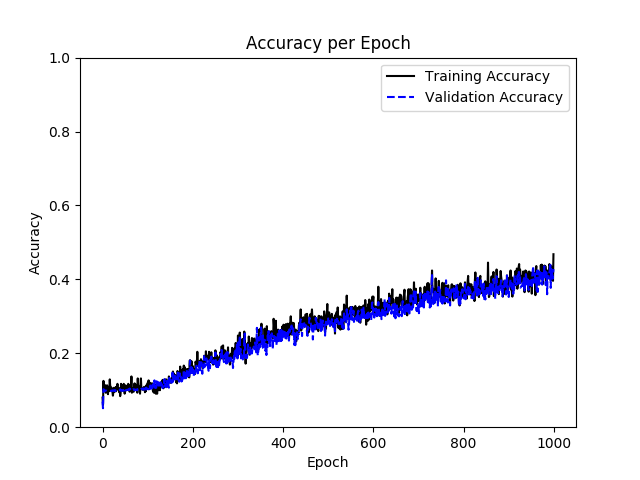 Accuracy per Epoch
Training Accuracy
Validation Accuracy
1.0
0.8
0.6
0.4
0.2
0.0
Accuracy
0 200 400 600 800 1000
Epoch